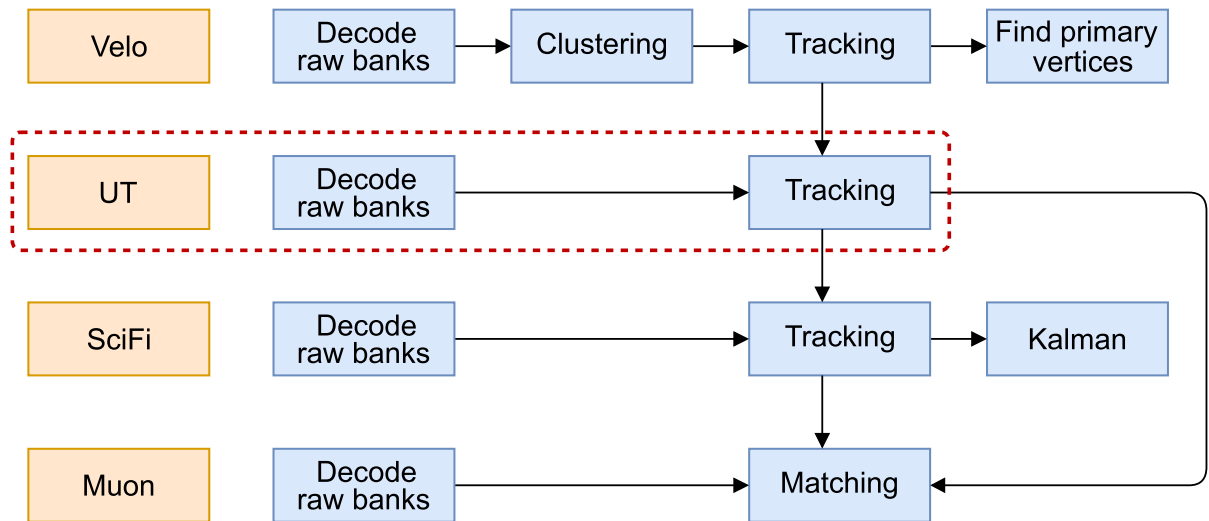 Velo
Decode
raw banks
Clustering
Tracking
Find primary
vertices
UT
Decode
raw banks
Tracking
SciFi
Decode
raw banks
Tracking
Kalman
Muon
Decode
raw banks
Matching